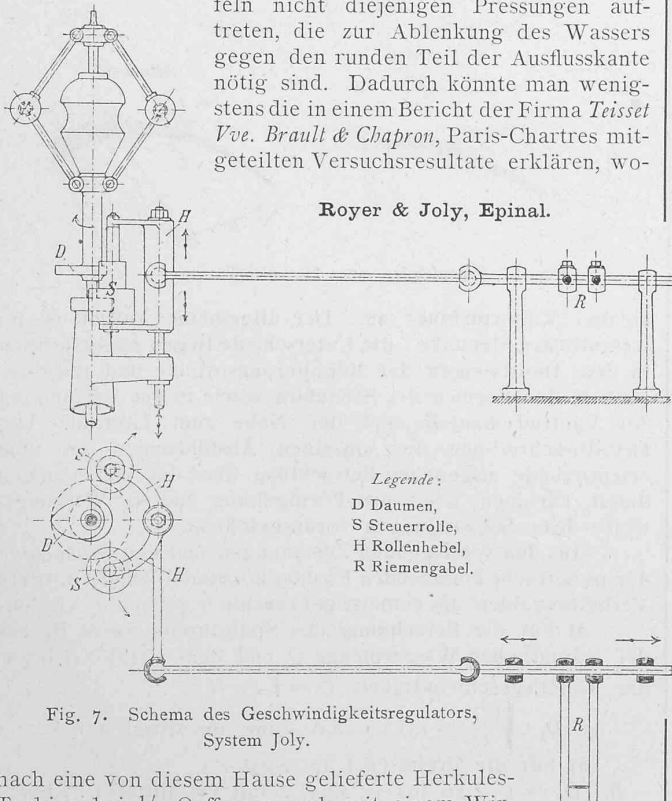 feln nicht diejenigen Pressungen auf-
treten, die zur Ablenkung des Wassers
gegen den runden Teil der Ausflusskante
nötig sind. Dadurch könnte man wenig-
stens die in einem Bericht der Firma Teisset
Vve. Brault & Chapron, Paris-Chartres mit-
geteilten Versuchsresultate erklären, wo-
Royer & Joly, Epinal.
H
D
S
R
S
H
D
S
H
Legende:
D Daumen,
S Steuerrolle,
H Rollenhebel,
R Riemengabel.
R
Fig. 7. Schema des Geschwindigkeitsregulators,
System Joly.
nach eine von diesem Hause gelieferte Herkules-